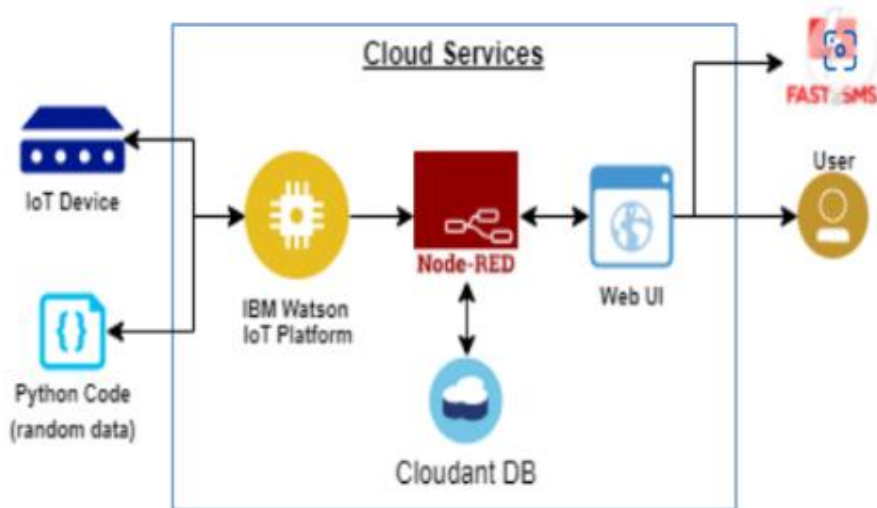 Cloud Services
FAST SMS
User
IoT Device
Node-RED
IBM Watson
IoT Platform
Web UI
Python Code
(random data)
Cloudant DB